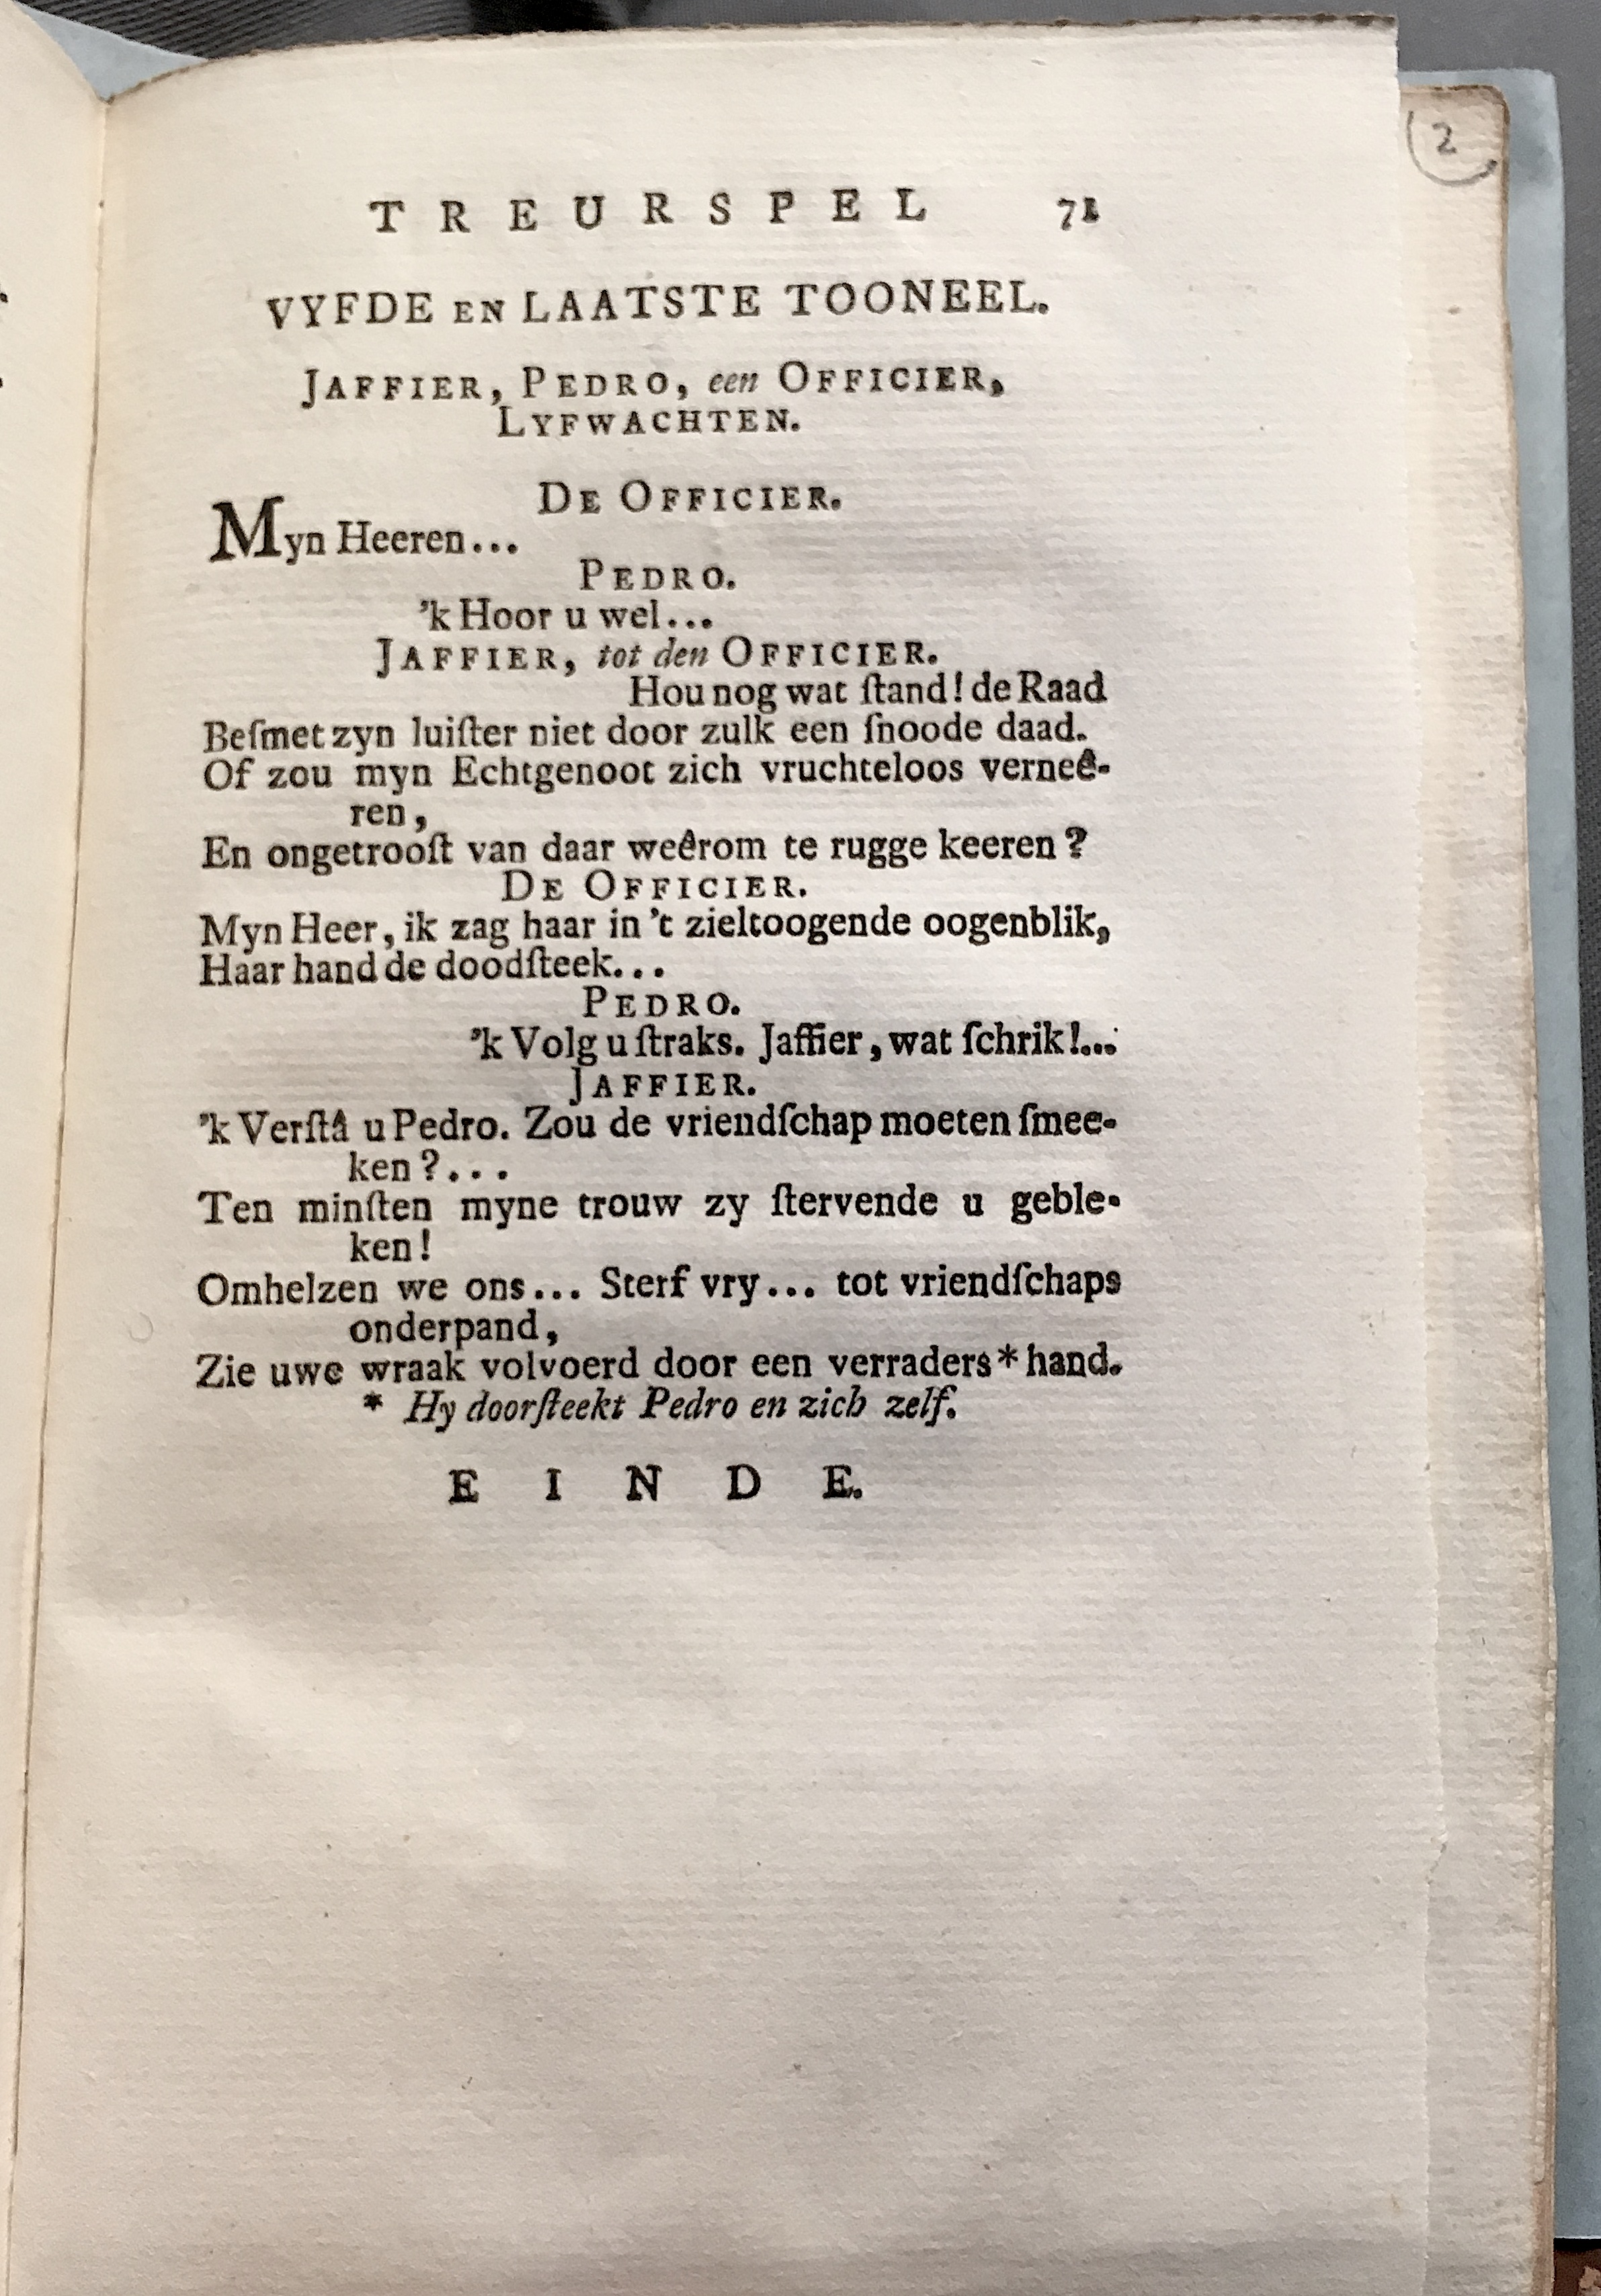 TREURSPEL 71
VYFDE EN LAATSTE TOONEEL.
JAFFIER, PEDRO, een OFFICIER,
LYFWACHTEN.
DE OFFICIER.
Myn Heeren...
PEDRO.
’k Hoor u wel...
JAFFIER, tot den OFFICIER.
Hou nog wat ſtand! de Raad
Beſmet zyn luiſter niet door zulk een ſnoode daad.
Of zou myn Echtgenoot zich vruchteloos verneê-
ren,
En ongetrooſt van daar weêrom te rugge keeren?
DE OFFICIER.
Myn Heer, ik zag haar in ’t zieltoogende oogenblik,
Haar hand de doodſteek...
PEDRO.
’k Volg u ſtraks. Jaffier, wat ſchrik!...
JAFFIER.
’k Verſtâ u Pedro. Zou de vriendſchap moeten ſmee-
ken?...
Ten minſten myne trouw zy ſtervende u geble-
ken!
Omhelzen we ons... Sterf vry... tot vriendſchaps
onderpand,
Zie uwe wraak volvoerd door een verraders * hand.
* Hy doorſteekt Pedro en zich zelf.
EINDE.
2